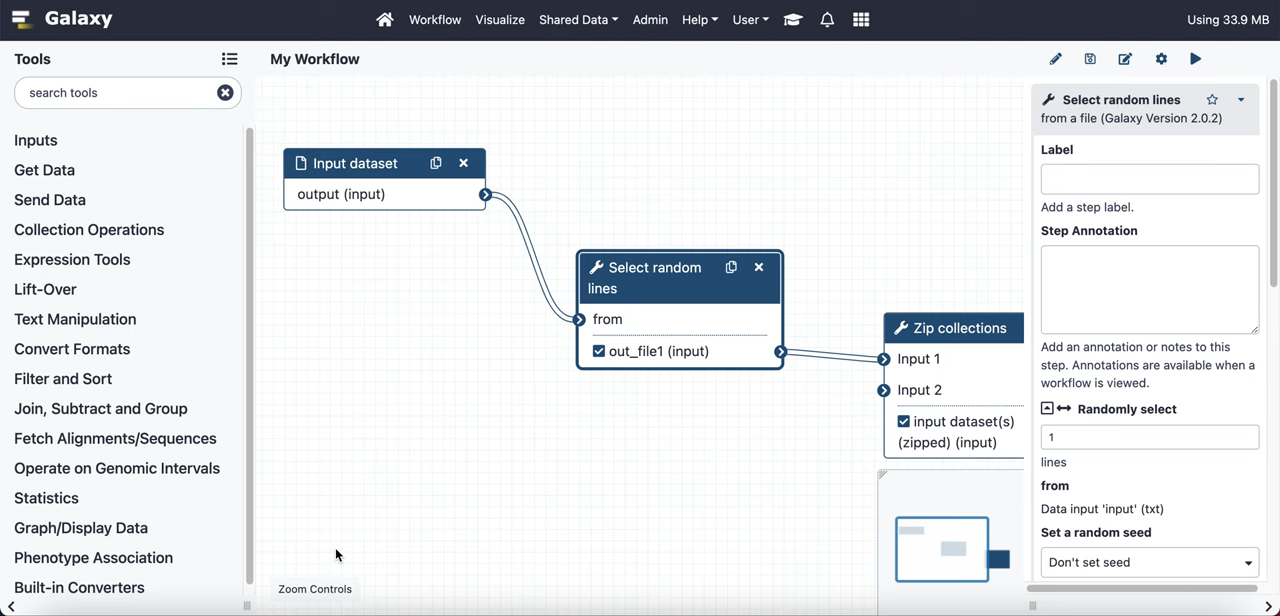 Galaxy
Workflow Visualize Shared Data Admin Help User
Using 33.9 MB
Tools
search tools
Inputs
Get Data
Send Data
Collection Operations
Expression Tools
Lift-Over
Text Manipulation
Convert Formats
Filter and Sort
Join, Subtract and Group
Fetch Alignments/Sequences
Operate on Genomic Intervals
Statistics
Graph/Display Data
Phenotype Association
Built-in Converters
My Workflow
Input dataset
output (input)
Select random
lines
from
out_file1 (input)
Zip collections
Input 1
Input 2
input dataset(s)
(zipped) (input)
Zoom Controls
Select random lines
from a file (Galaxy Version 2.0.2)
Label
Add a step label.
Step Annotation
Add an annotation or notes to this
step. Annotations are available when a
workflow is viewed.
Randomly select
1
lines
from
Data input 'input' (txt)
Set a random seed
Don't set seed